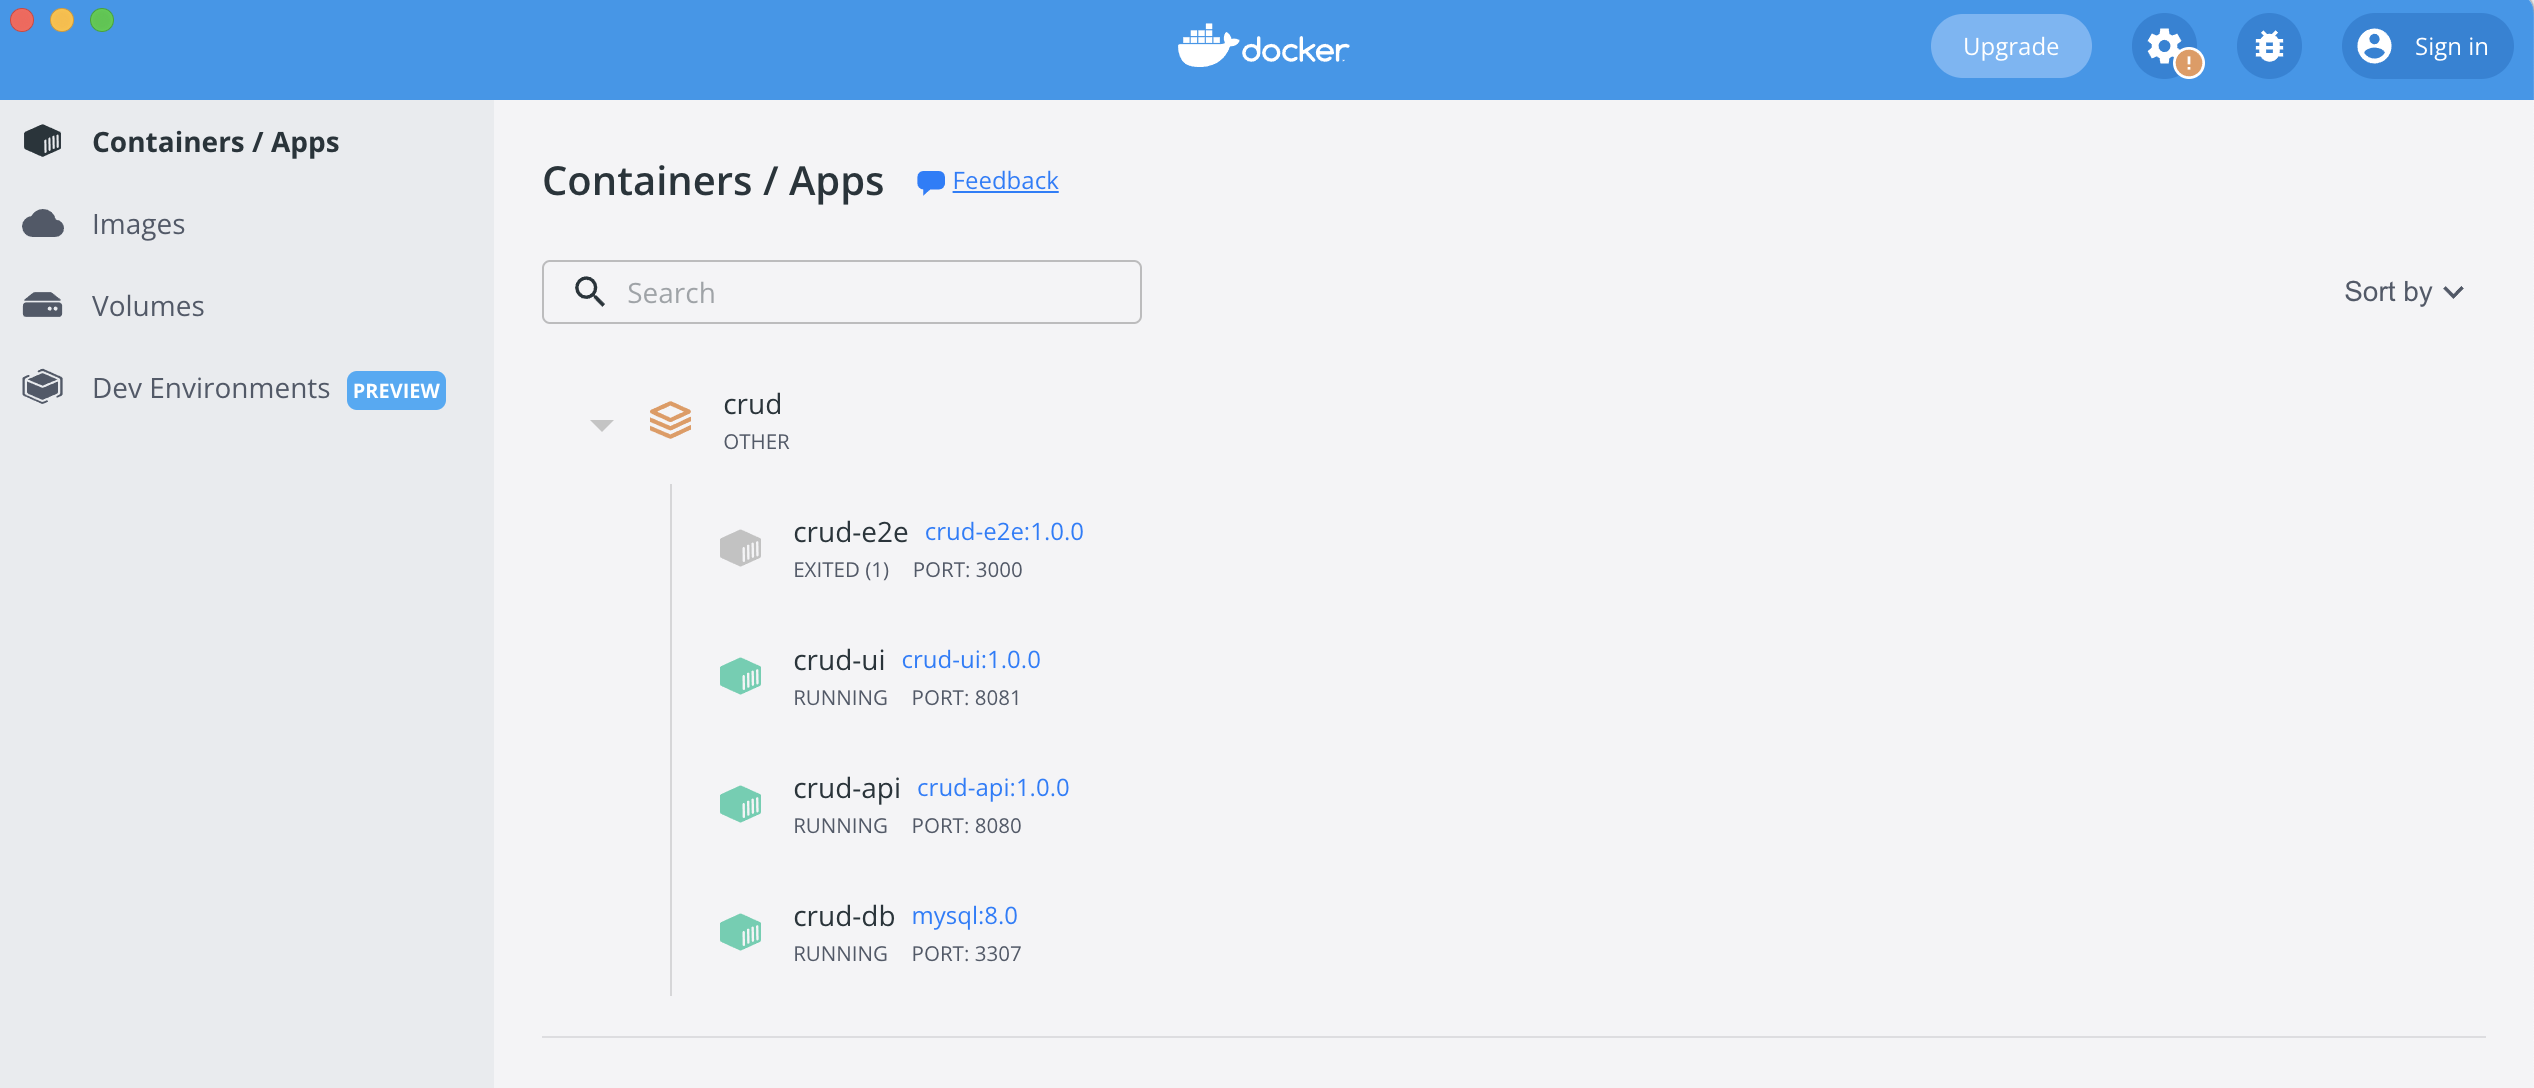 docker
Upgrade
!
Sign in
Containers / Apps
Images
Volumes
Dev Environments PREVIEW
Containers / Apps Feedback
Search
Sort by
crud
OTHER
crud-e2e crud-e2e:1.0.0
EXITED (1) PORT: 3000
crud-ui crud-ui:1.0.0
RUNNING PORT: 8081
crud-api crud-api:1.0.0
RUNNING PORT: 8080
crud-db mysql:8.0
RUNNING PORT: 3307